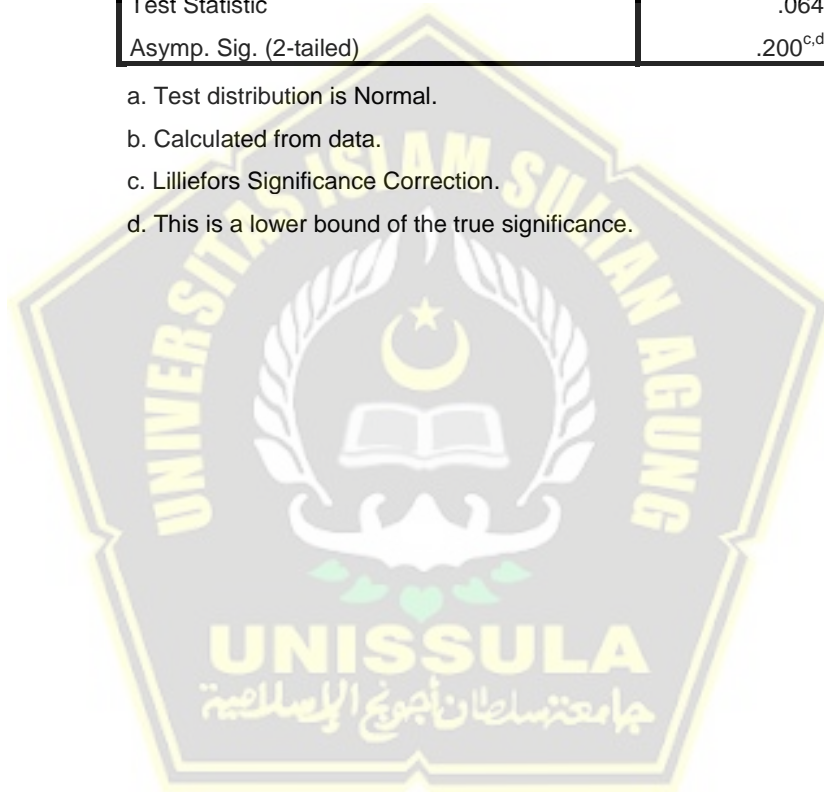 Test Statistic .064
Asymp. Sig. (2-tailed) .200c,d
a. Test distribution is Normal.
b. Calculated from data.
c. Lilliefors Significance Correction.
d. This is a lower bound of the true significance.
UNIVERSITAS ISLAM SULTAN AGUNG
UNISSULA
جامعة سلطان أجونج الإسلامية